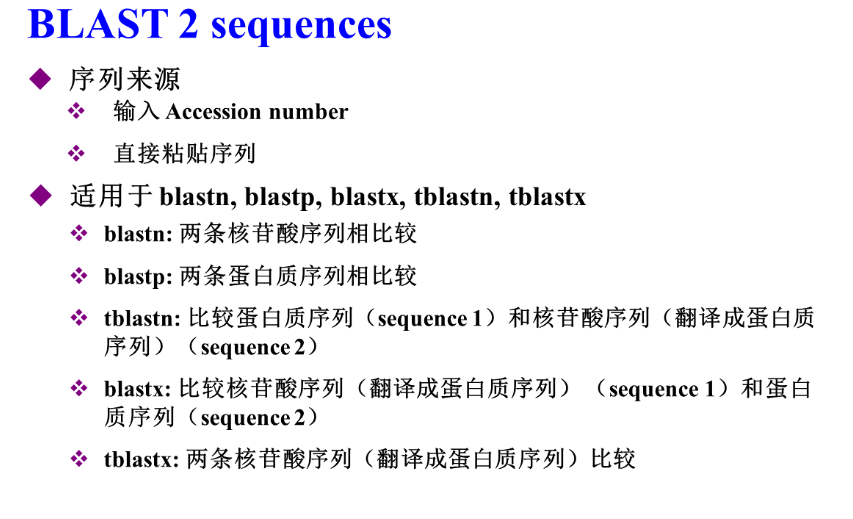 BLAST 2 sequences
序列来源
输入 Accession number
直接粘贴序列
适用于 blastn, blastp, blastx, tblastn, tblastx
blastn: 两条核苷酸序列相比较
blastp: 两条蛋白质序列相比较
tblastn: 比较蛋白质序列（sequence 1）和核苷酸序列（翻译成蛋白质
序列）（sequence 2）
blastx: 比较核苷酸序列（翻译成蛋白质序列）（sequence 1）和蛋白
质序列（sequence 2）
tblastx: 两条核苷酸序列（翻译成蛋白质序列）比较